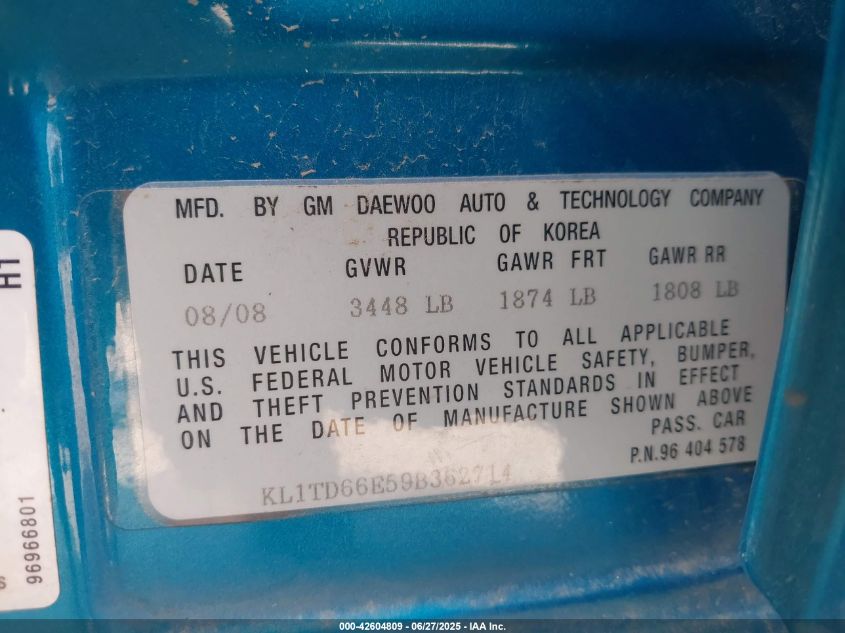 MFD. BY GM DAEWOO AUTO & TECHNOLOGY COMPANY
REPUBLIC OF KOREA
DATE GVWR GAWR FRT GAWR RR
08/08 3448 LB 1874 LB 1808 LB
THIS VEHICLE CONFORMS TO ALL APPLICABLE
U.S. FEDERAL MOTOR VEHICLE SAFETY, BUMPER,
AND THEFT PREVENTION STANDARDS IN EFFECT
ON THE DATE OF MANUFACTURE SHOWN ABOVE
PASS. CAR
P.N.96 404 578
KL1TD66E59B362714
H1
96966801
S
000-42604809 - 06/27/2025 - IAA Inc.